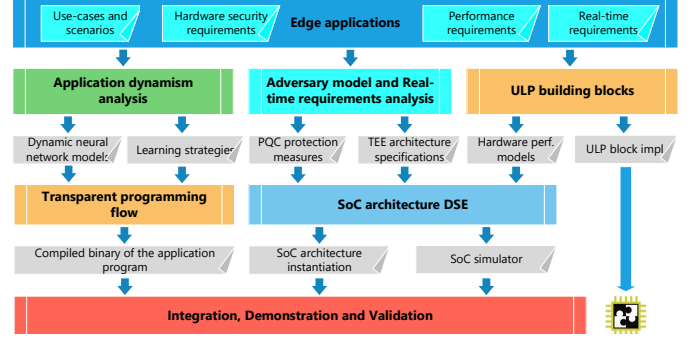 Use-cases and
scenarios
Hardware security
requirements
Edge applications
Performance
requirements
Real-time
requirements
Application dynamism
analysis
Adversary model and Real-
time requirements analysis
ULP building blocks
Dynamic neural
network models
Learning strategies
PQC protection
measures
TEE architecture
specifications
Hardware perf.
models
ULP block impl
Transparent programming
flow
SoC architecture DSE
Compiled binary of the application
program
SoC architecture
instantiation
SoC simulator
Integration, Demonstration and Validation